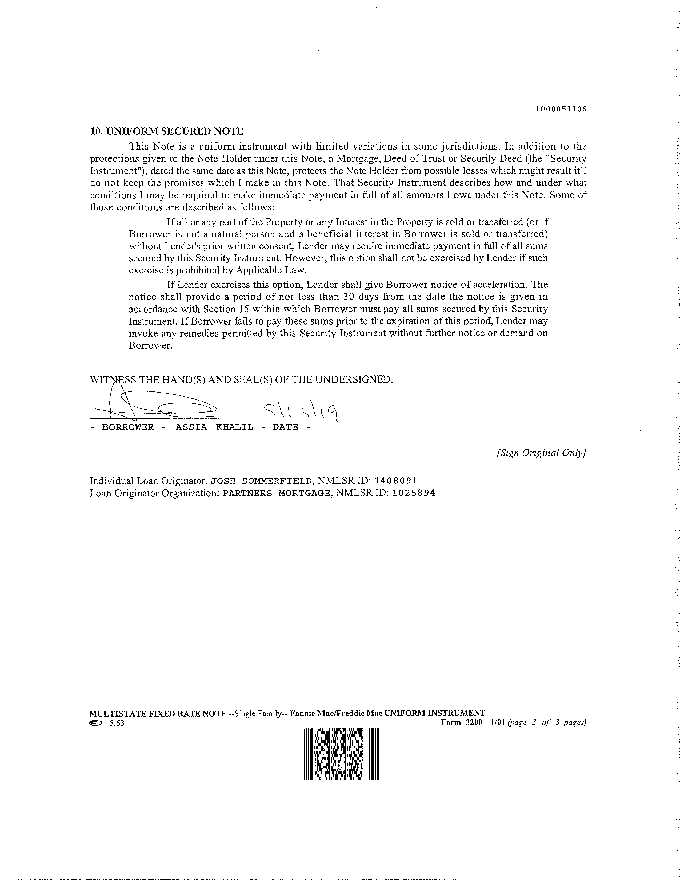 10. UNIFORM SECURED NOTE
This Note is a uniform instrument with limited variations in some jurisdictions. In addition to the
protections given to the Note Holder under this Note, a Mortgage, Deed of Trust or Security Deed (the "Security
Instrument"), dated the same date as this Note, protects the Note Holder from possible losses which might result if I
do not keep the promises which I make in this Note. That Security Instrument describes how and under what
conditions I may be required to make immediate payment in full of all amounts I owe under this Note. Some of
those conditions are described as follows:
If all or any part of the Property or any Interest in the Property is sold or transferred (or if
Borrower is not a natural person and a beneficial interest in Borrower is sold or transferred)
without Lender's prior written consent, Lender may require immediate payment in full of all sums
secured by this Security Instrument. However, this option shall not be exercised by Lender if such
exercise is prohibited by Applicable Law.
If Lender exercises this option, Lender shall give Borrower notice of acceleration. The
notice shall provide a period of not less than 30 days from the date the notice is given in
accordance with Section 15 within which Borrower must pay all sums secured by this Security
Instrument. If Borrower fails to pay these sums prior to the expiration of this period, Lender may
invoke any remedies permitted by this Security Instrument without further notice or demand on
Borrower.
WITNESS THE HAND(S) AND SEAL(S) OF THE UNDERSIGNED.
- BORROWER - ASSIA KHALIL - DATE -
[Sign Original Only]
Individual Loan Originator: JOSH SOMMERFIELD, NMLSR ID: 1408091
Loan Originator Organization: PARTNERS MORTGAGE, NMLSR ID: 1025894
MULTISTATE FIXED RATE NOTE --Single Family-- Fannie Mae/Freddie Mac UNIFORM INSTRUMENT
Form 3200 1/01 (page 3 of 3 pages)